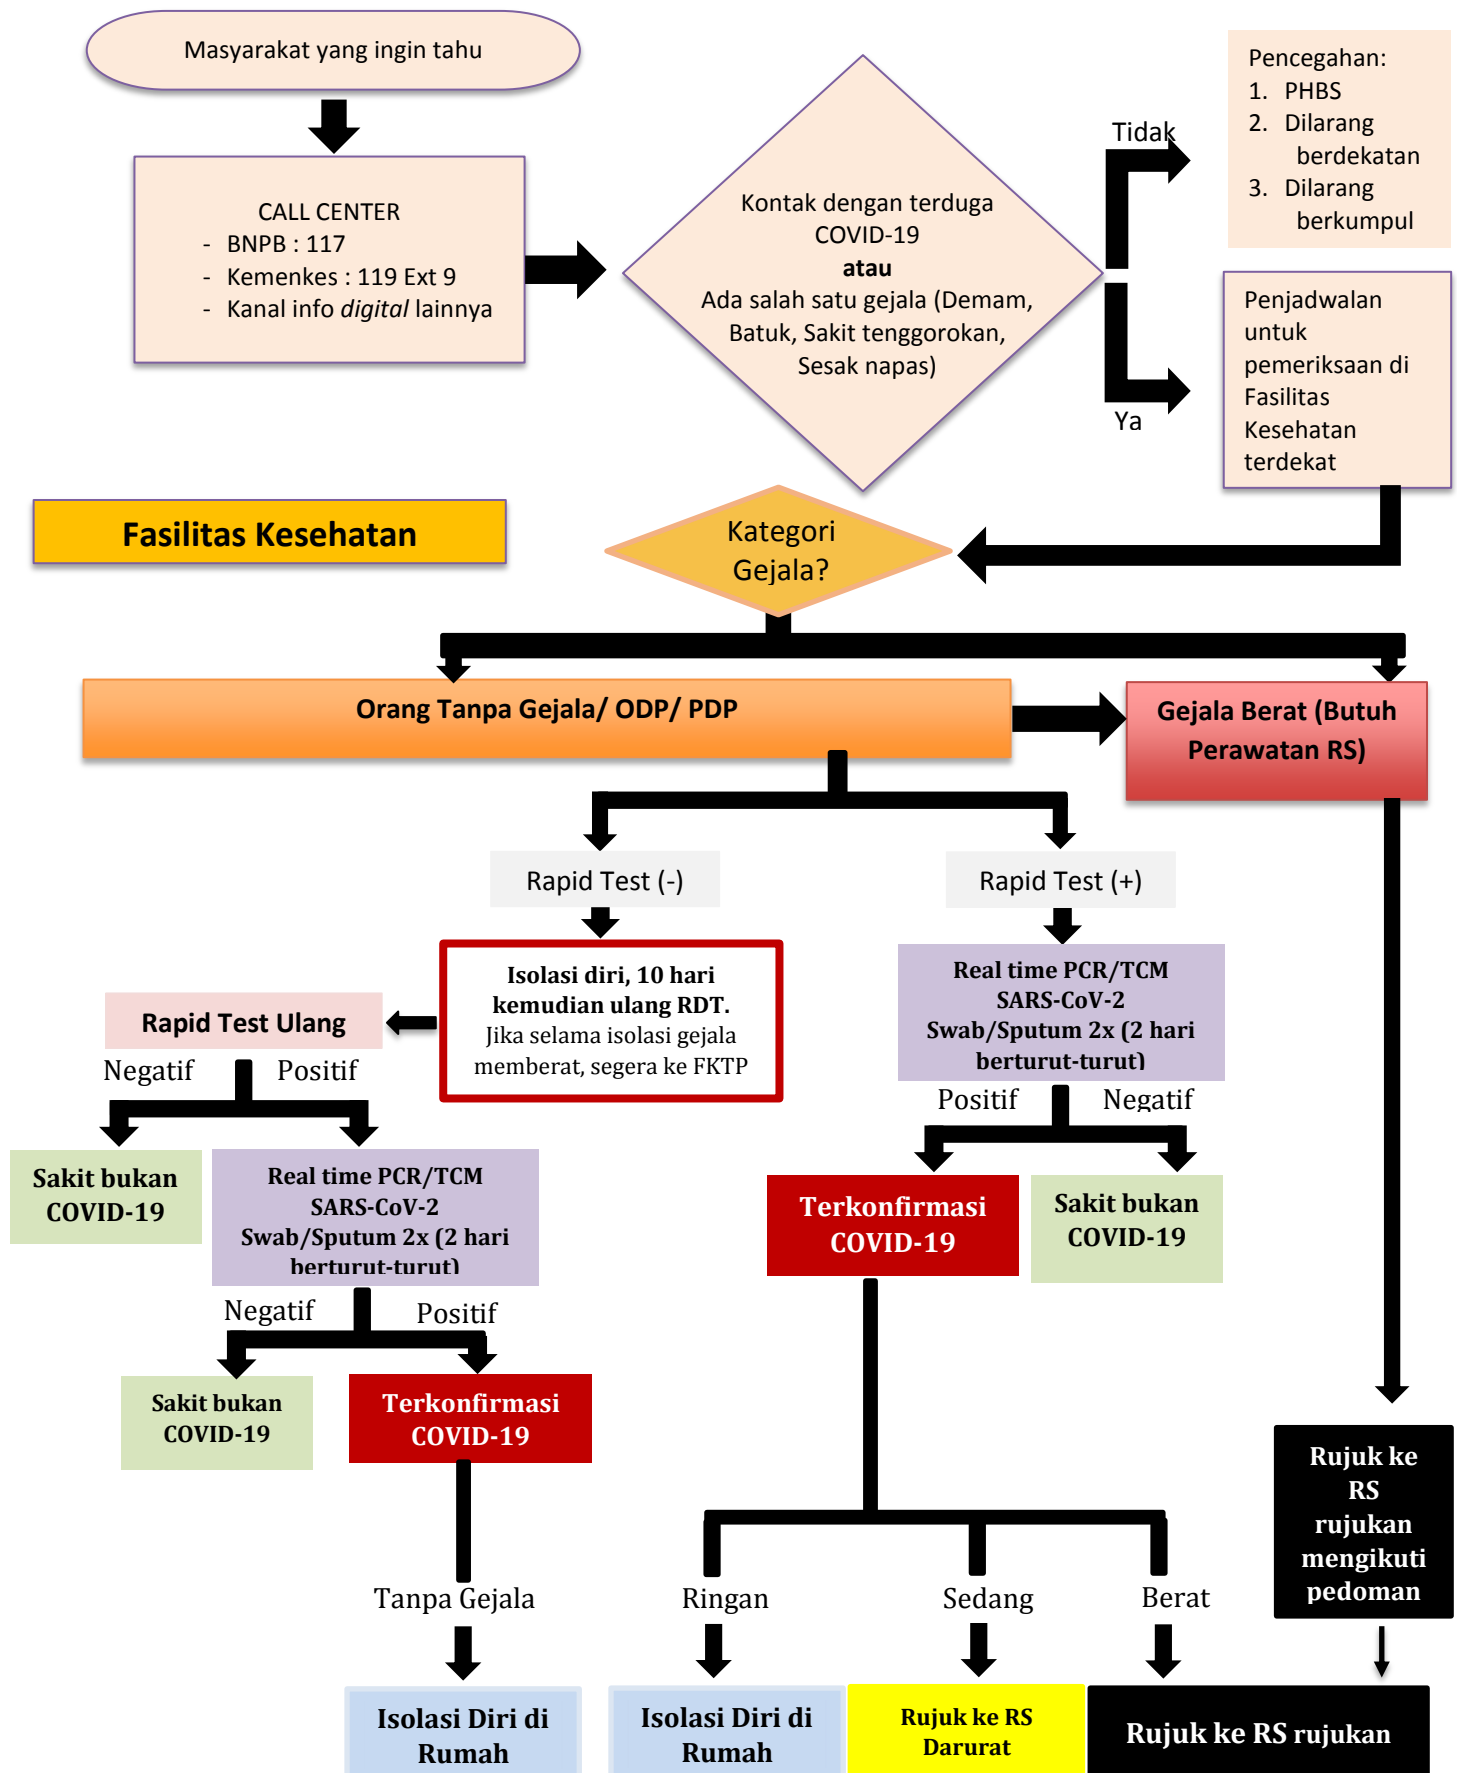 Masyarakat yang ingin tahu
CALL CENTER
- BNPB : 117
- Kemenkes : 119 Ext 9
- Kanal info digital lainnya
Kontak dengan terduga
COVID-19
atau
Ada salah satu gejala (Demam,
Batuk, Sakit tenggorokan,
Sesak napas)
Tidak
Pencegahan:
1. PHBS
2. Dilarang
berdekatan
3. Dilarang
berkumpul
Ya
Penjadwalan
untuk
pemeriksaan di
Fasilitas
Kesehatan
terdekat
Fasilitas Kesehatan
Kategori
Gejala?
Orang Tanpa Gejala/ ODP/ PDP
Gejala Berat (Butuh
Perawatan RS)
Rapid Test (-)
Rapid Test (+)
Isolasi diri, 10 hari
kemudian ulang RDT.
Jika selama isolasi gejala
memberat, segera ke FKTP
Real time PCR/TCM
SARS-CoV-2
Swab/Sputum 2x (2 hari
berturut-turut)
Rapid Test Ulang
Negatif
Positif
Positif
Negatif
Sakit bukan
COVID-19
Real time PCR/TCM
SARS-CoV-2
Swab/Sputum 2x (2 hari
berturut-turut)
Terkonfirmasi
COVID-19
Sakit bukan
COVID-19
Negatif
Positif
Sakit bukan
COVID-19
Terkonfirmasi
COVID-19
Rujuk ke
RS
rujukan
mengikuti
pedoman
Tanpa Gejala
Ringan
Sedang
Berat
Isolasi Diri di
Rumah
Isolasi Diri di
Rumah
Rujuk ke RS
Darurat
Rujuk ke RS rujukan